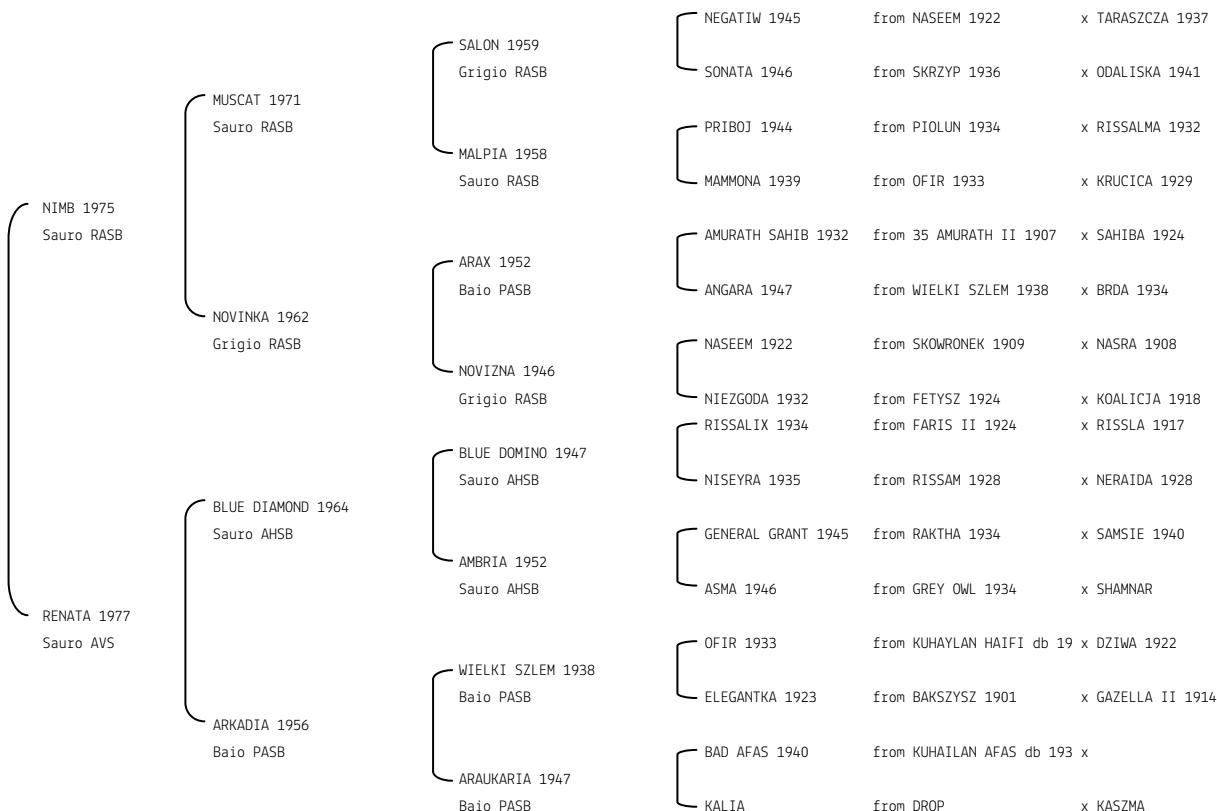 NEGATIW 1945 from NASEEM 1922 x TARASZCZA 1937
SALON 1959
Grigio RASB
SONATA 1946 from SKRZYP 1936 x ODALISKA 1941
MUSCAT 1971
Sauro RASB
PRIBOJ 1944 from PIOLUN 1934 x RISSALMA 1932
MALPIA 1958
Sauro RASB
MAMMONA 1939 from OFIR 1933 x KRUCICA 1929
NIMB 1975
Sauro RASB
AMURATH SAHIB 1932 from 35 AMURATH II 1907 x SAHIBA 1924
ARAX 1952
Baio PASB
ANGARA 1947 from WIELKI SZLEM 1938 x BRDA 1934
NOVINKA 1962
Grigio RASB
NASEEM 1922 from SKOWRONEK 1909 x NASRA 1908
NOVIZNA 1946
Grigio RASB
NIEZGODA 1932 from FETYSZ 1924 x KOALICJA 1918
RISSALIX 1934 from FARIS II 1924 x RISSLA 1917
BLUE DOMINO 1947
Sauro AHSB
NISEYRA 1935 from RISSAM 1928 x NERAIDA 1928
BLUE DIAMOND 1964
Sauro AHSB
GENERAL GRANT 1945 from RAKTHA 1934 x SAMSIE 1940
AMBRIA 1952
Sauro AHSB
ASMA 1946 from GREY OWL 1934 x SHAMNAR
RENATA 1977
Sauro AVS
OFIR 1933 from KUHAYLAN HAIFI db 19 x DZIWA 1922
WIELKI SZLEM 1938
Baio PASB
ELEGANTKA 1923 from BAKSZYSZ 1901 x GAZELLA II 1914
ARKADIA 1956
Baio PASB
BAD AFAS 1940 from KUHAILAN AFAS db 193 x
ARAUKARIA 1947
Baio PASB
KALIA from DROP x KASZMA